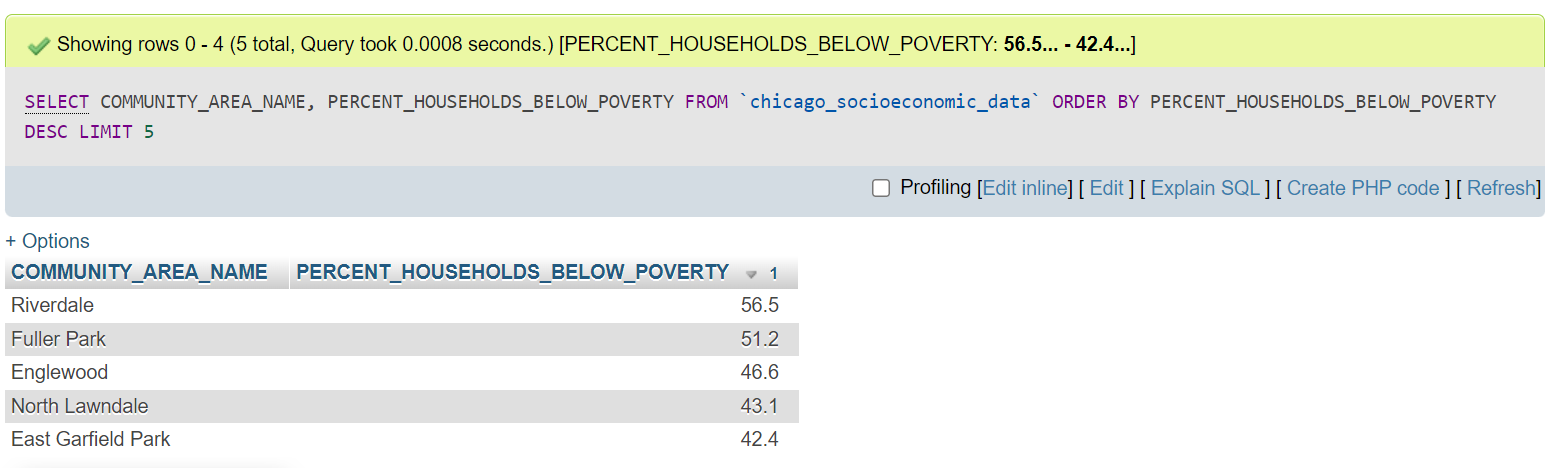 Showing rows 0 - 4 (5 total, Query took 0.0008 seconds.) [PERCENT_HOUSEHOLDS_BELOW_POVERTY: 56.5... - 42.4...]
SELECT COMMUNITY_AREA_NAME, PERCENT_HOUSEHOLDS_BELOW_POVERTY FROM `chicago_socioeconomic_data` ORDER BY PERCENT_HOUSEHOLDS_BELOW_POVERTY
DESC LIMIT 5
Profiling [Edit inline] [ Edit ] [ Explain SQL ] [ Create PHP code ] [ Refresh]
+ Options
COMMUNITY_AREA_NAME PERCENT_HOUSEHOLDS_BELOW_POVERTY 1
Riverdale 56.5
Fuller Park 51.2
Englewood 46.6
North Lawndale 43.1
East Garfield Park 42.4